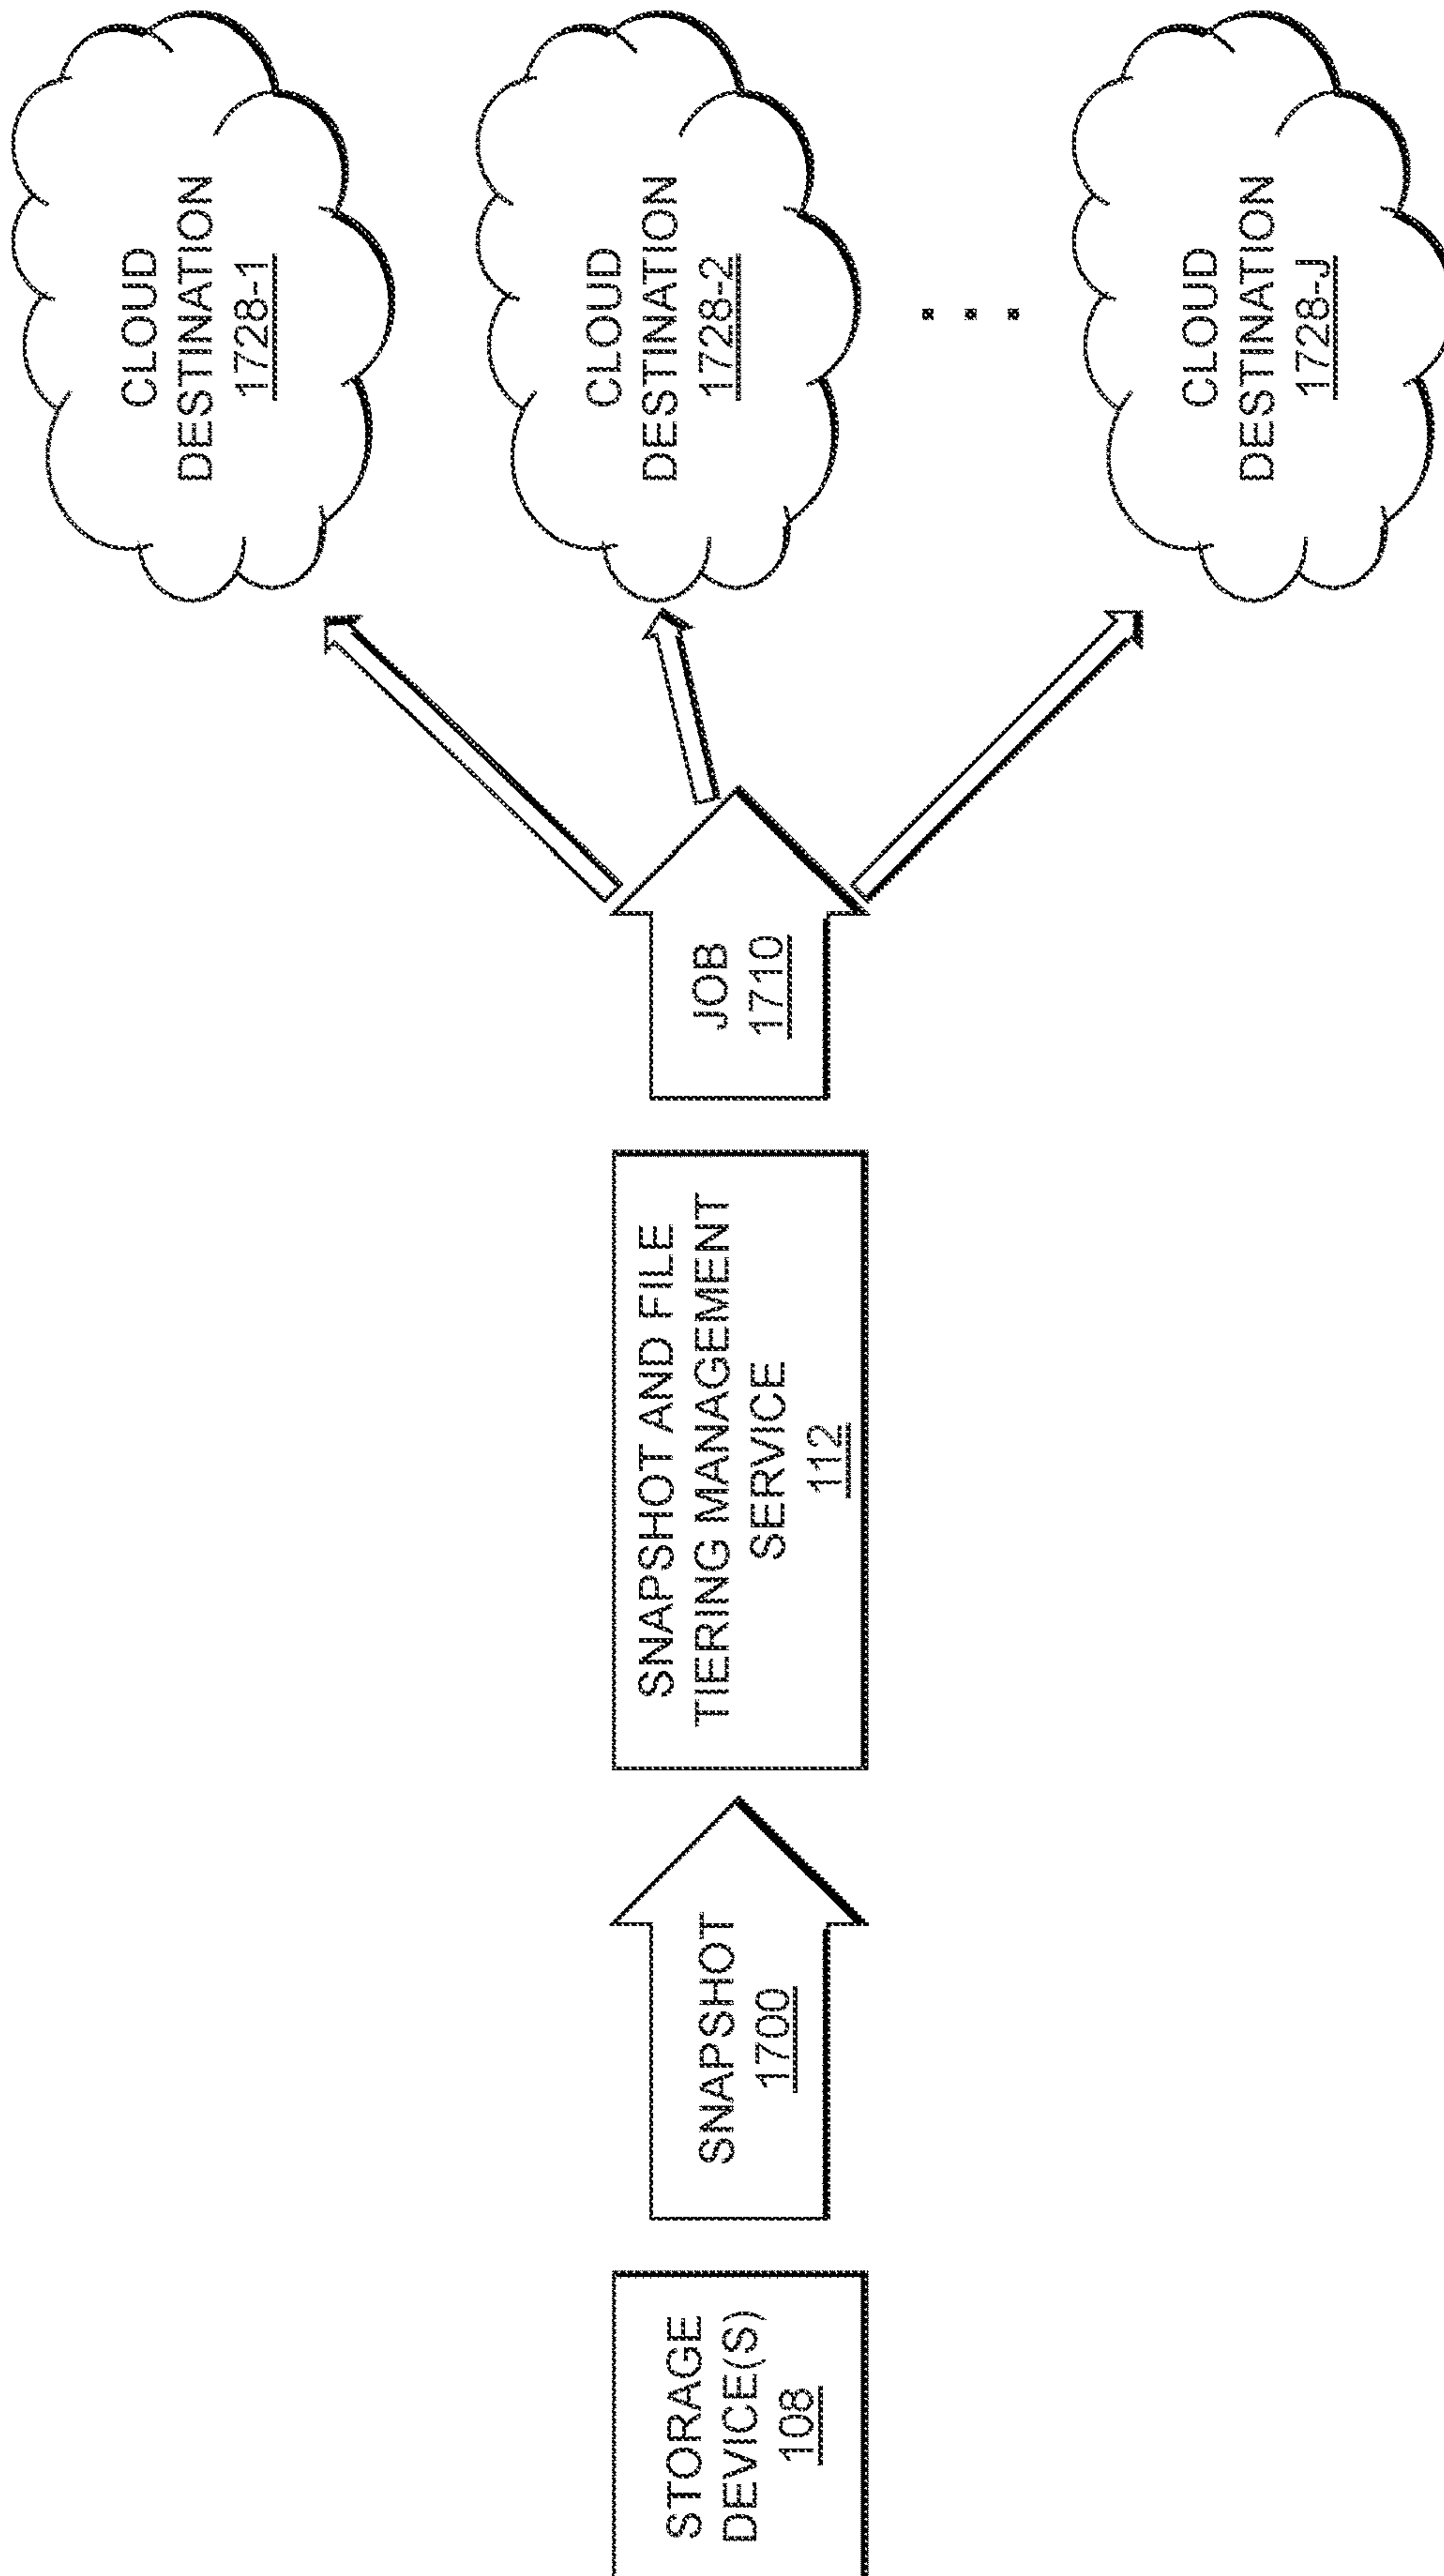 STORAGE
DEVICE(S)
108
SNAPSHOT
1700
SNAPSHOT AND FILE
TIERING MANAGEMENT
SERVICE
112
JOB
1710
CLOUD
DESTINATION
1728-1
CLOUD
DESTINATION
1728-2
CLOUD
DESTINATION
1728-J